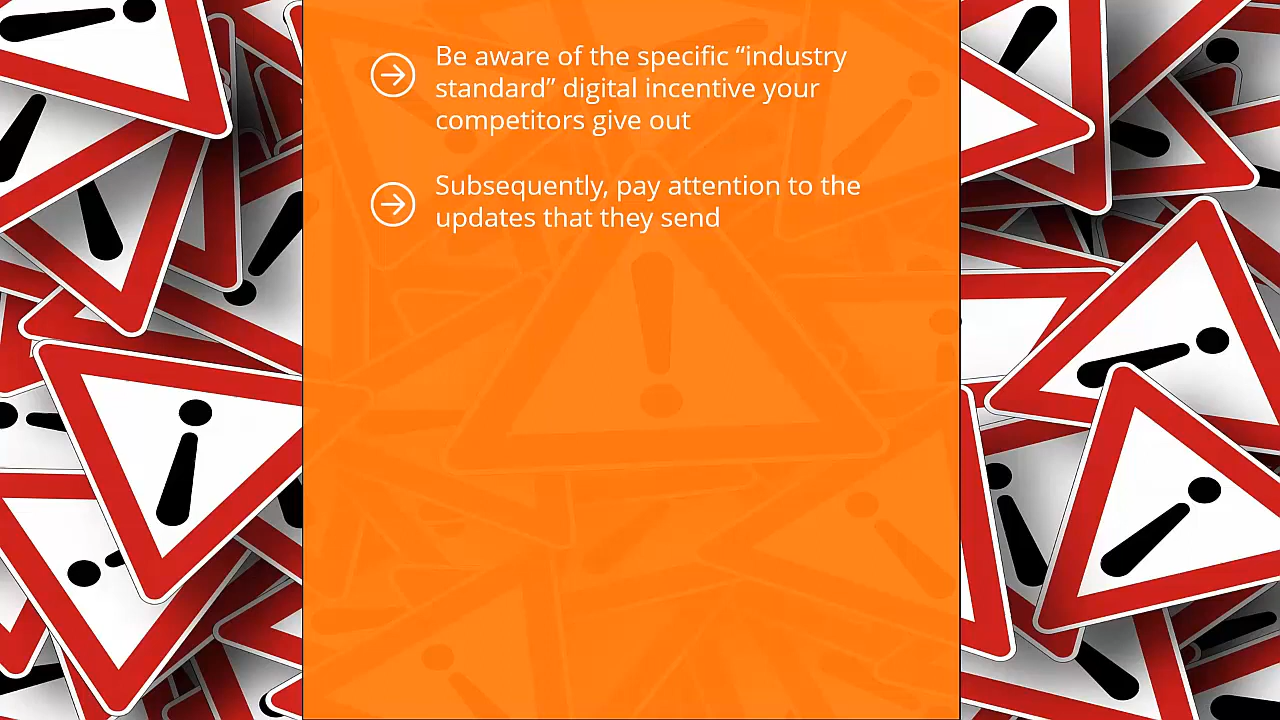 Be aware of the specific “industry
standard” digital incentive your
competitors give out
Subsequently, pay attention to the
updates that they send